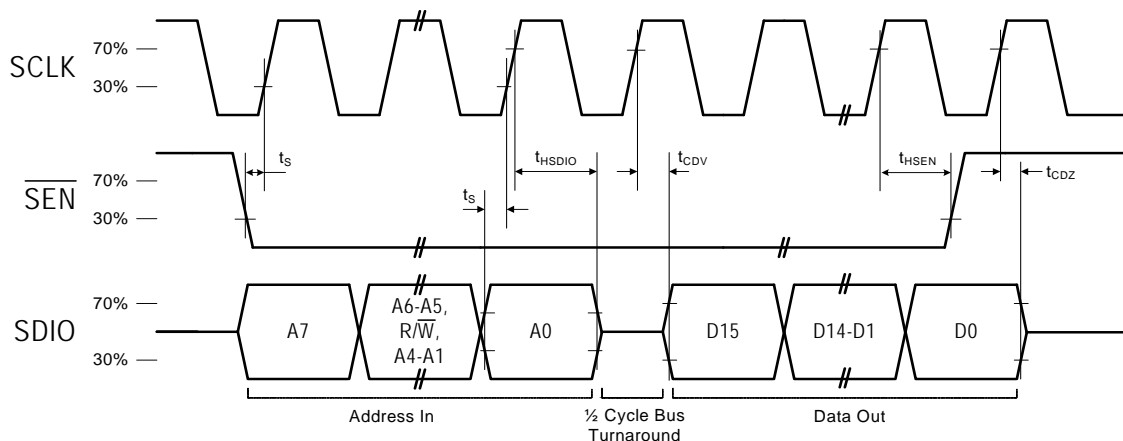 SCLK
70%
30%
tS
tHSDIO
tCDV
tHSEN
tCDZ
SEN
70%
30%
tS
SDIO
70%
30%
A7
A6-A5,
R/W,
A4-A1
A0
D15
D14-D1
D0
Address In
½ Cycle Bus
Turnaround
Data Out